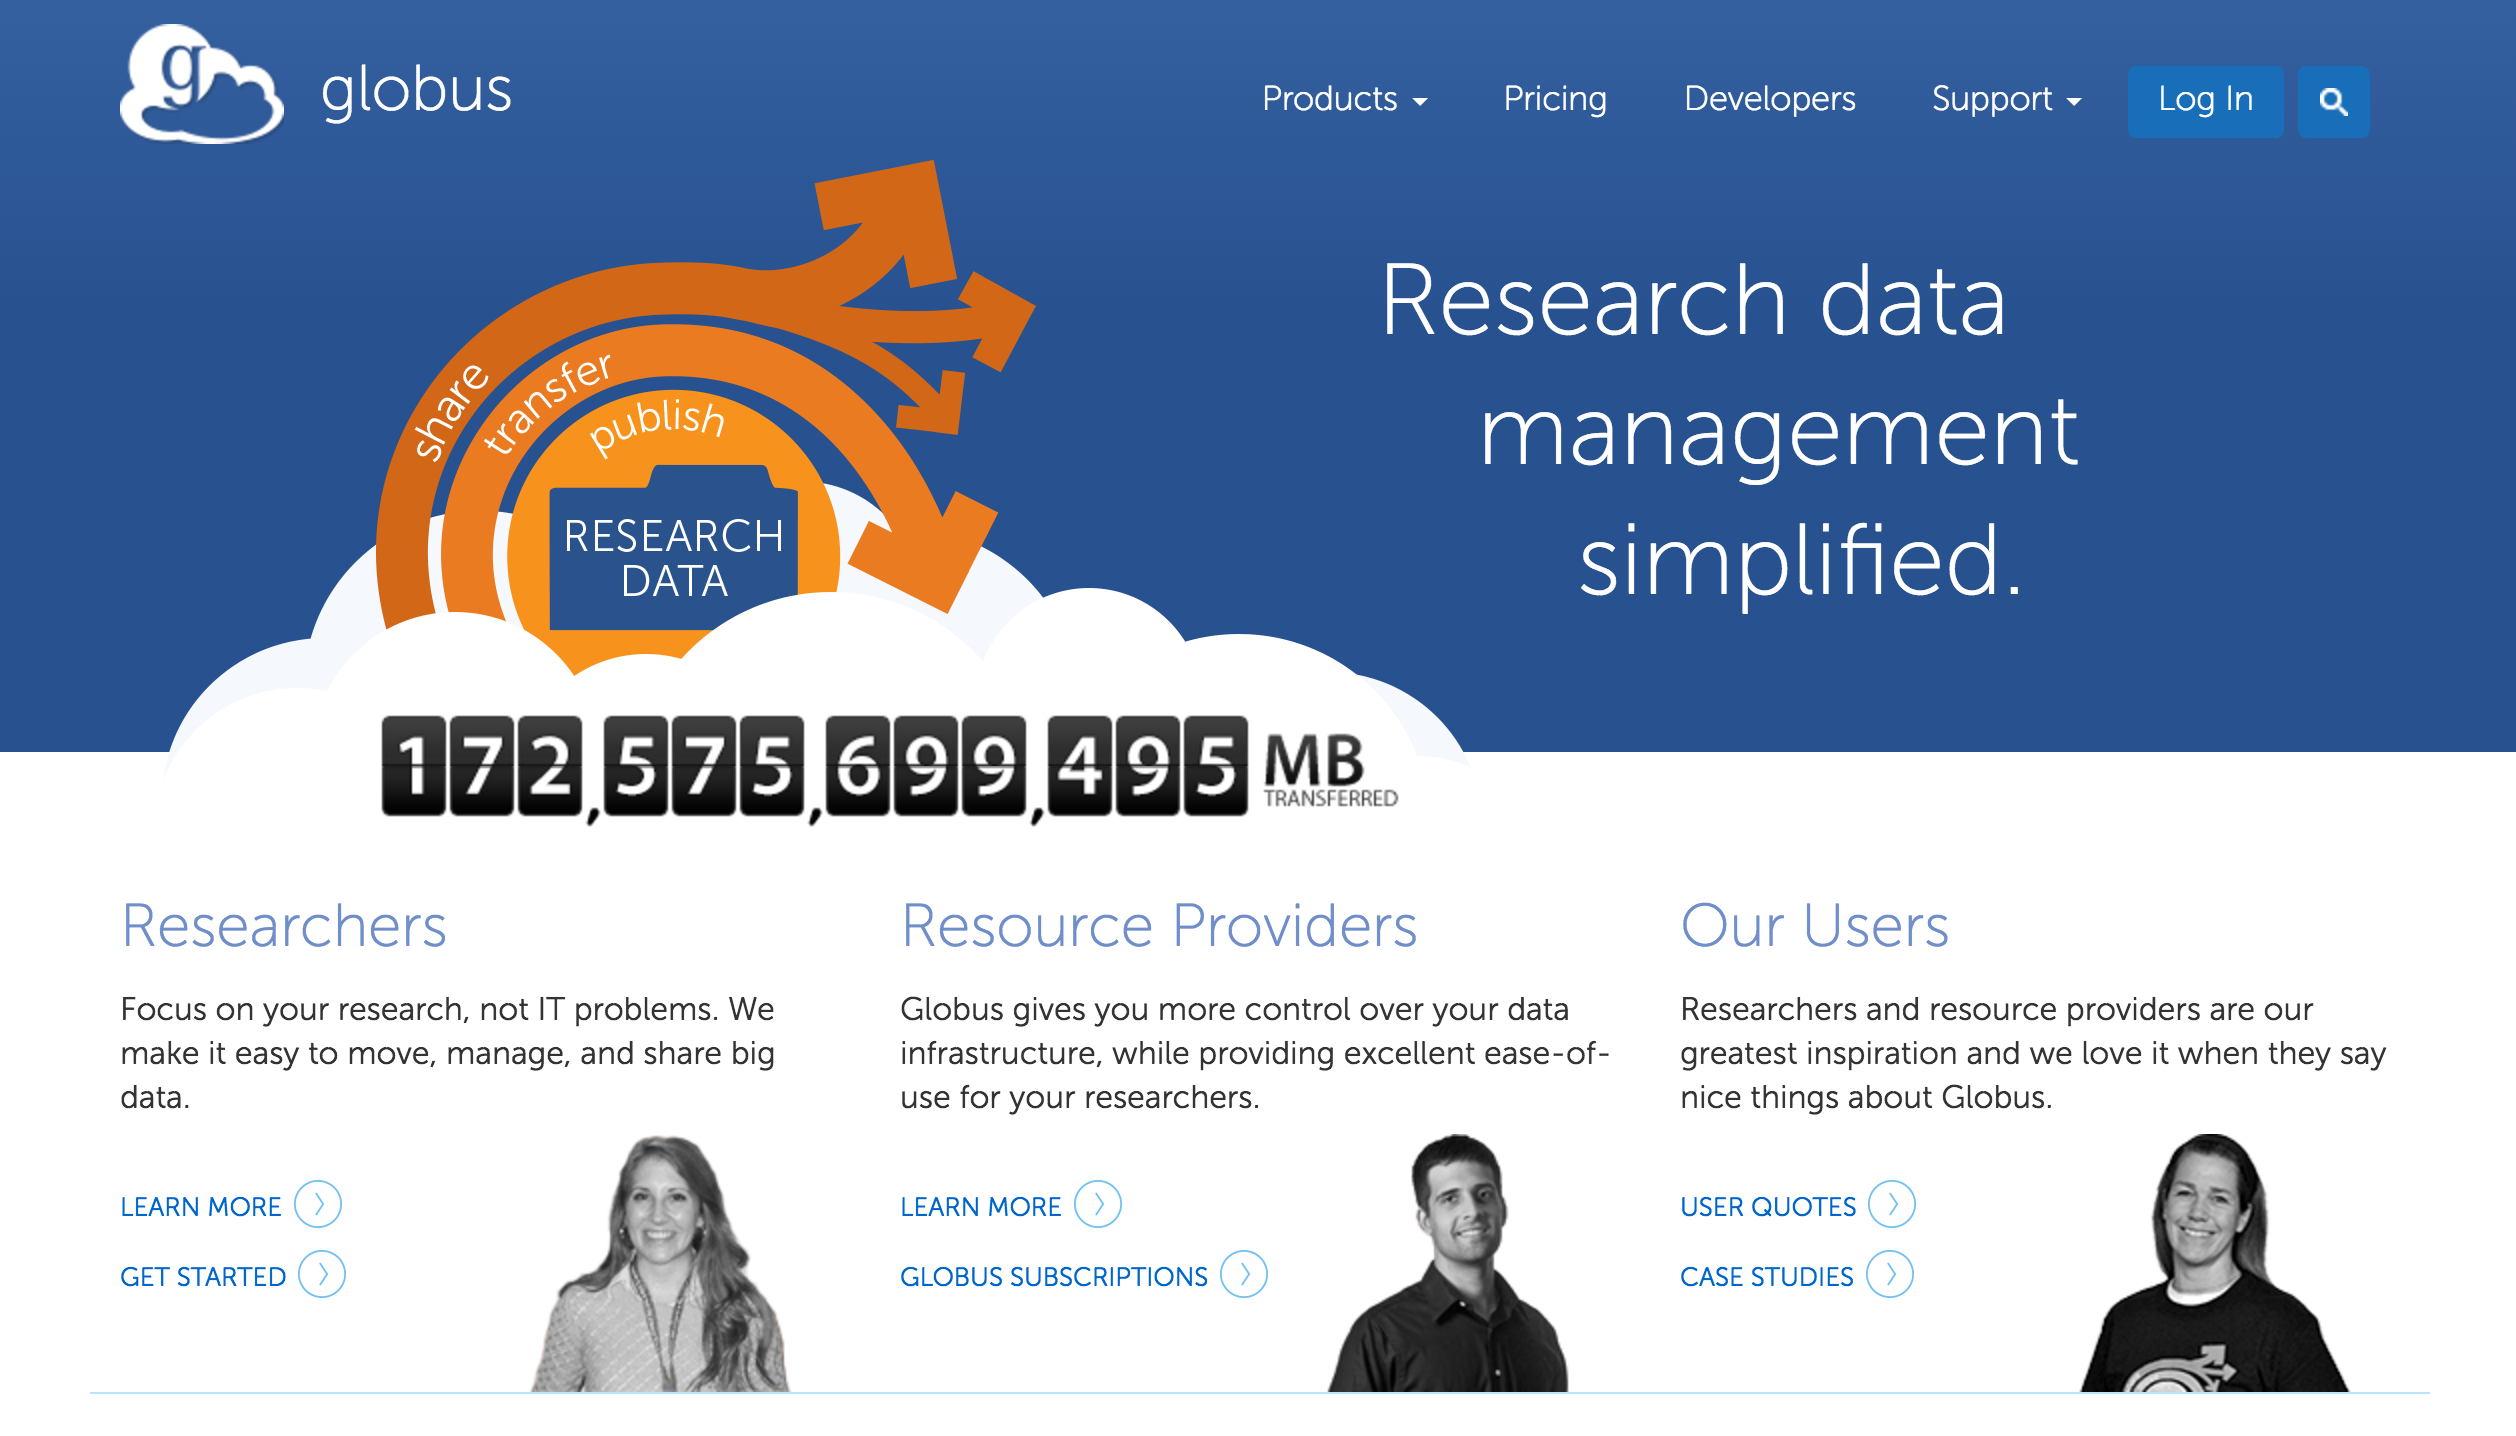 g
globus
Products
Pricing
Developers
Support
Log In
Research data
management
simplified.
share
transfer
publish
RESEARCH
DATA
172,575,699,495 MB
TRANSFERRED
Researchers
Focus on your research, not IT problems. We
make it easy to move, manage, and share big
data.
LEARN MORE
GET STARTED
Resource Providers
Globus gives you more control over your data
infrastructure, while providing excellent ease-of-
use for your researchers.
LEARN MORE
GLOBUS SUBSCRIPTIONS
Our Users
Researchers and resource providers are our
greatest inspiration and we love it when they say
nice things about Globus.
USER QUOTES
CASE STUDIES